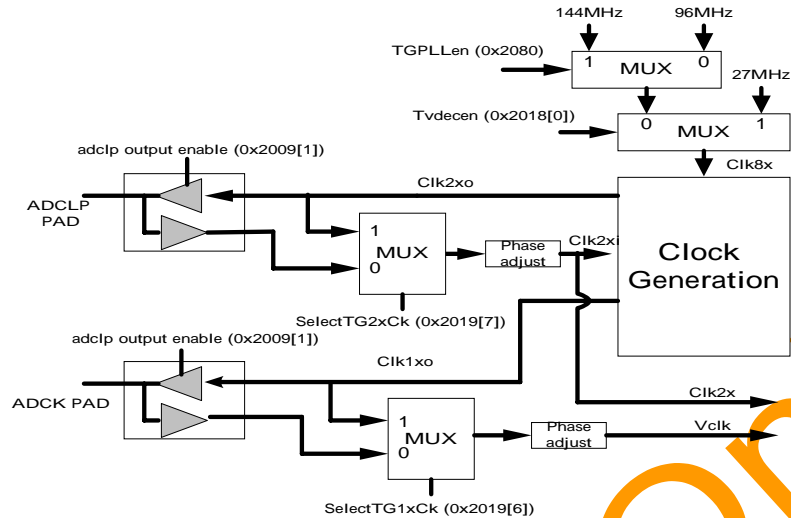 144MHz 96MHz
TGPLLen (0x2080)
1 MUX 0
27MHz
Tvdecen (0x2018[0])
0 MUX 1
adclp output enable (0x2009[1])
Clk8x
Clk2xo
ADCLP
PAD
1
MUX
0
Phase
adjust
Clk2xi
Clock
Generation
SelectTG2xCk (0x2019[7])
adclp output enable (0x2009[1])
Clk1xo
ADCK PAD
Clk2x
1
MUX
0
Phase
adjust
Vclk
SelectTG1xCk (0x2019[6])